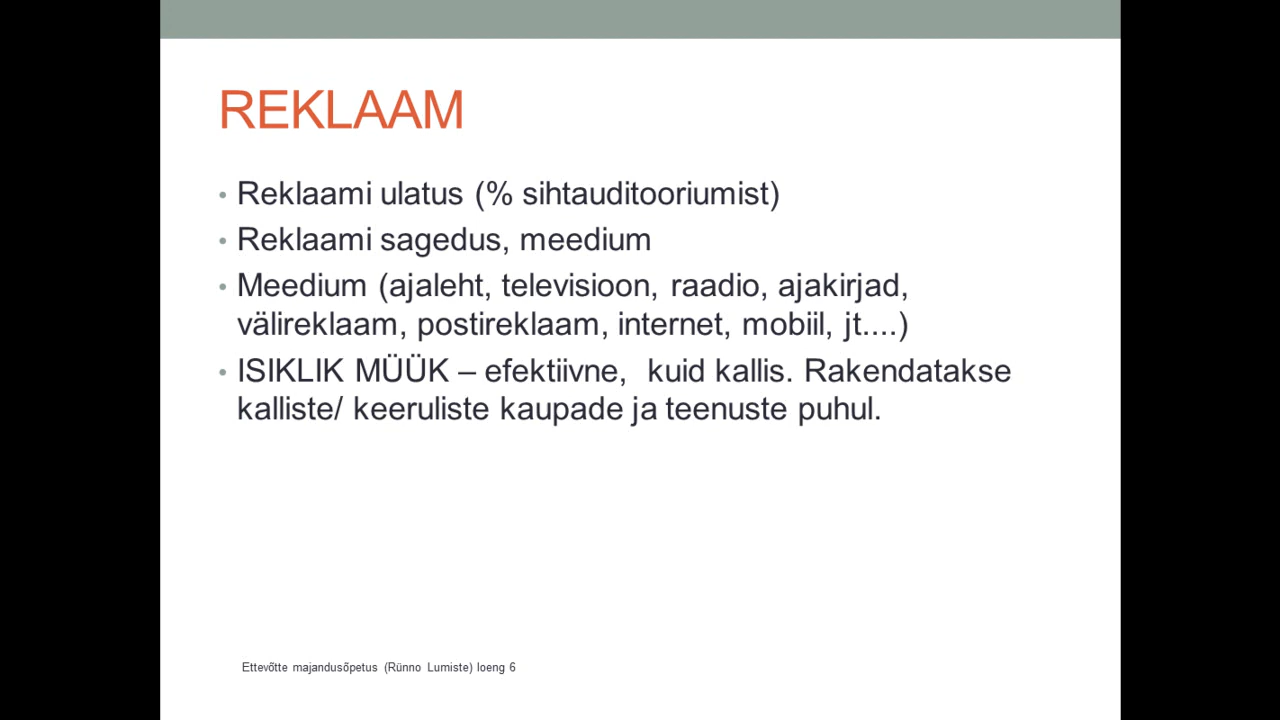 REKLAAM
• Reklaami ulatus (% sihtauditooriumist)
• Reklaami sagedus, meedium
• Meedium (ajaleht, televisioon, raadio, ajakirjad,
välireklaam, postireklaam, internet, mobiil, jt....)
• ISIKLIK MÜÜK – efektiivne,  kuid kallis. Rakendatakse
kalliste/ keeruliste kaupade ja teenuste puhul.
Ettevõtte majandusõpetus (Rünno Lumiste) loeng 6